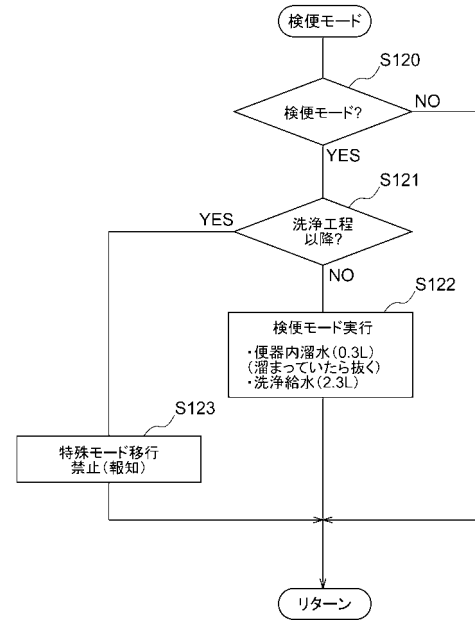 検便モード
S120
検便モード?
NO
YES
S121
YES
洗浄工程
以降?
NO
S122
検便モード実行
・便器内溜水(0.3L)
(溜まっていたら抜く)
・洗浄給水(2.3L)
S123
特殊モード移行
禁止(報知)
リターン